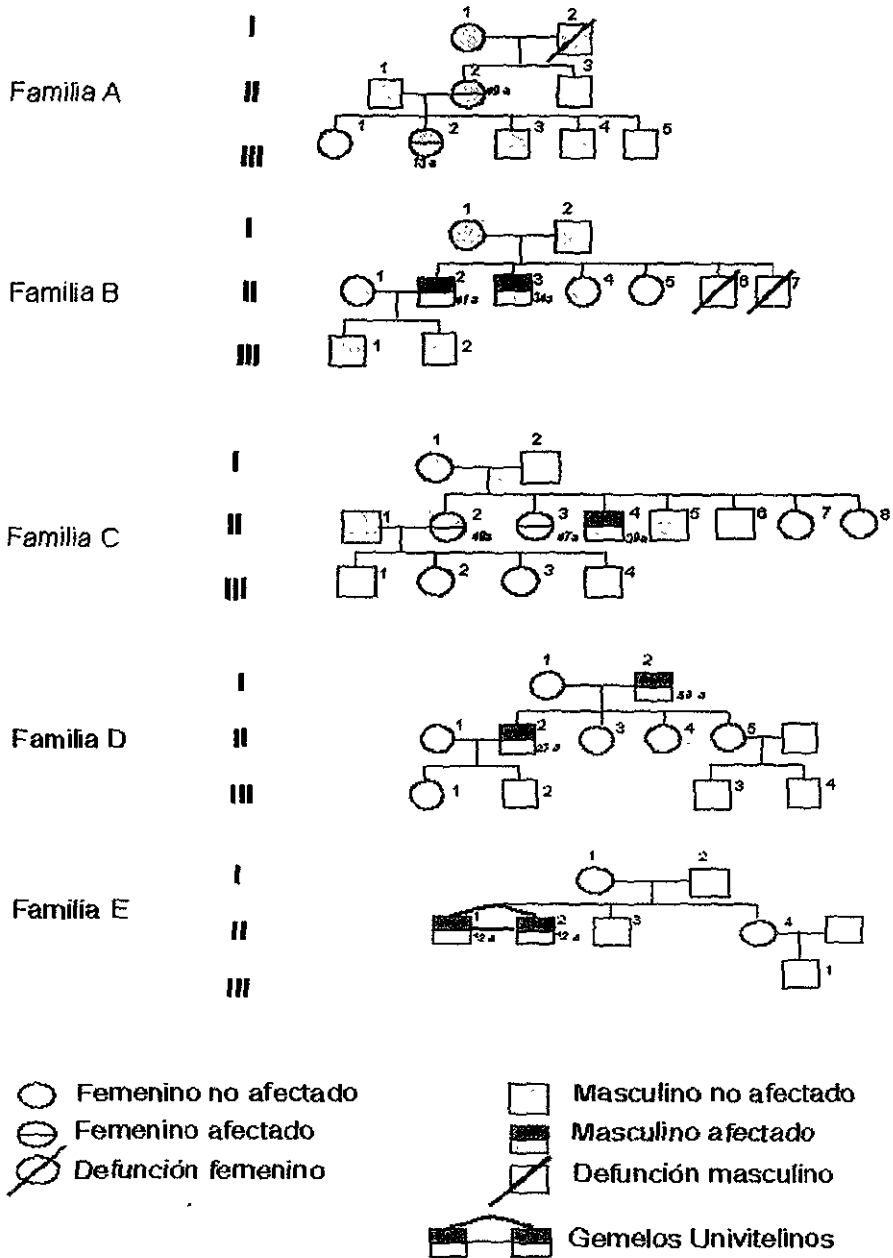 I
1 2
Familia A
II
1 2 3
III
1 2 3 4 5
I
1 2
Familia B
II
1 2 3 4 5 6 7
III
1 2
I
1 2
Familia C
II
1 2 3 4 5 6 7 8
III
1 2 3 4
I
1 2
Familia D
II
1 2 3 4 5
III
1 2 3 4
I
1 2
Familia E
II
1 2 3 4
12 a 12 a
III
1
Femenino no afectado
Masculino no afectado
Femenino afectado
Masculino afectado
Defunción femenino
Defunción masculino
Gemelos Univitelinos